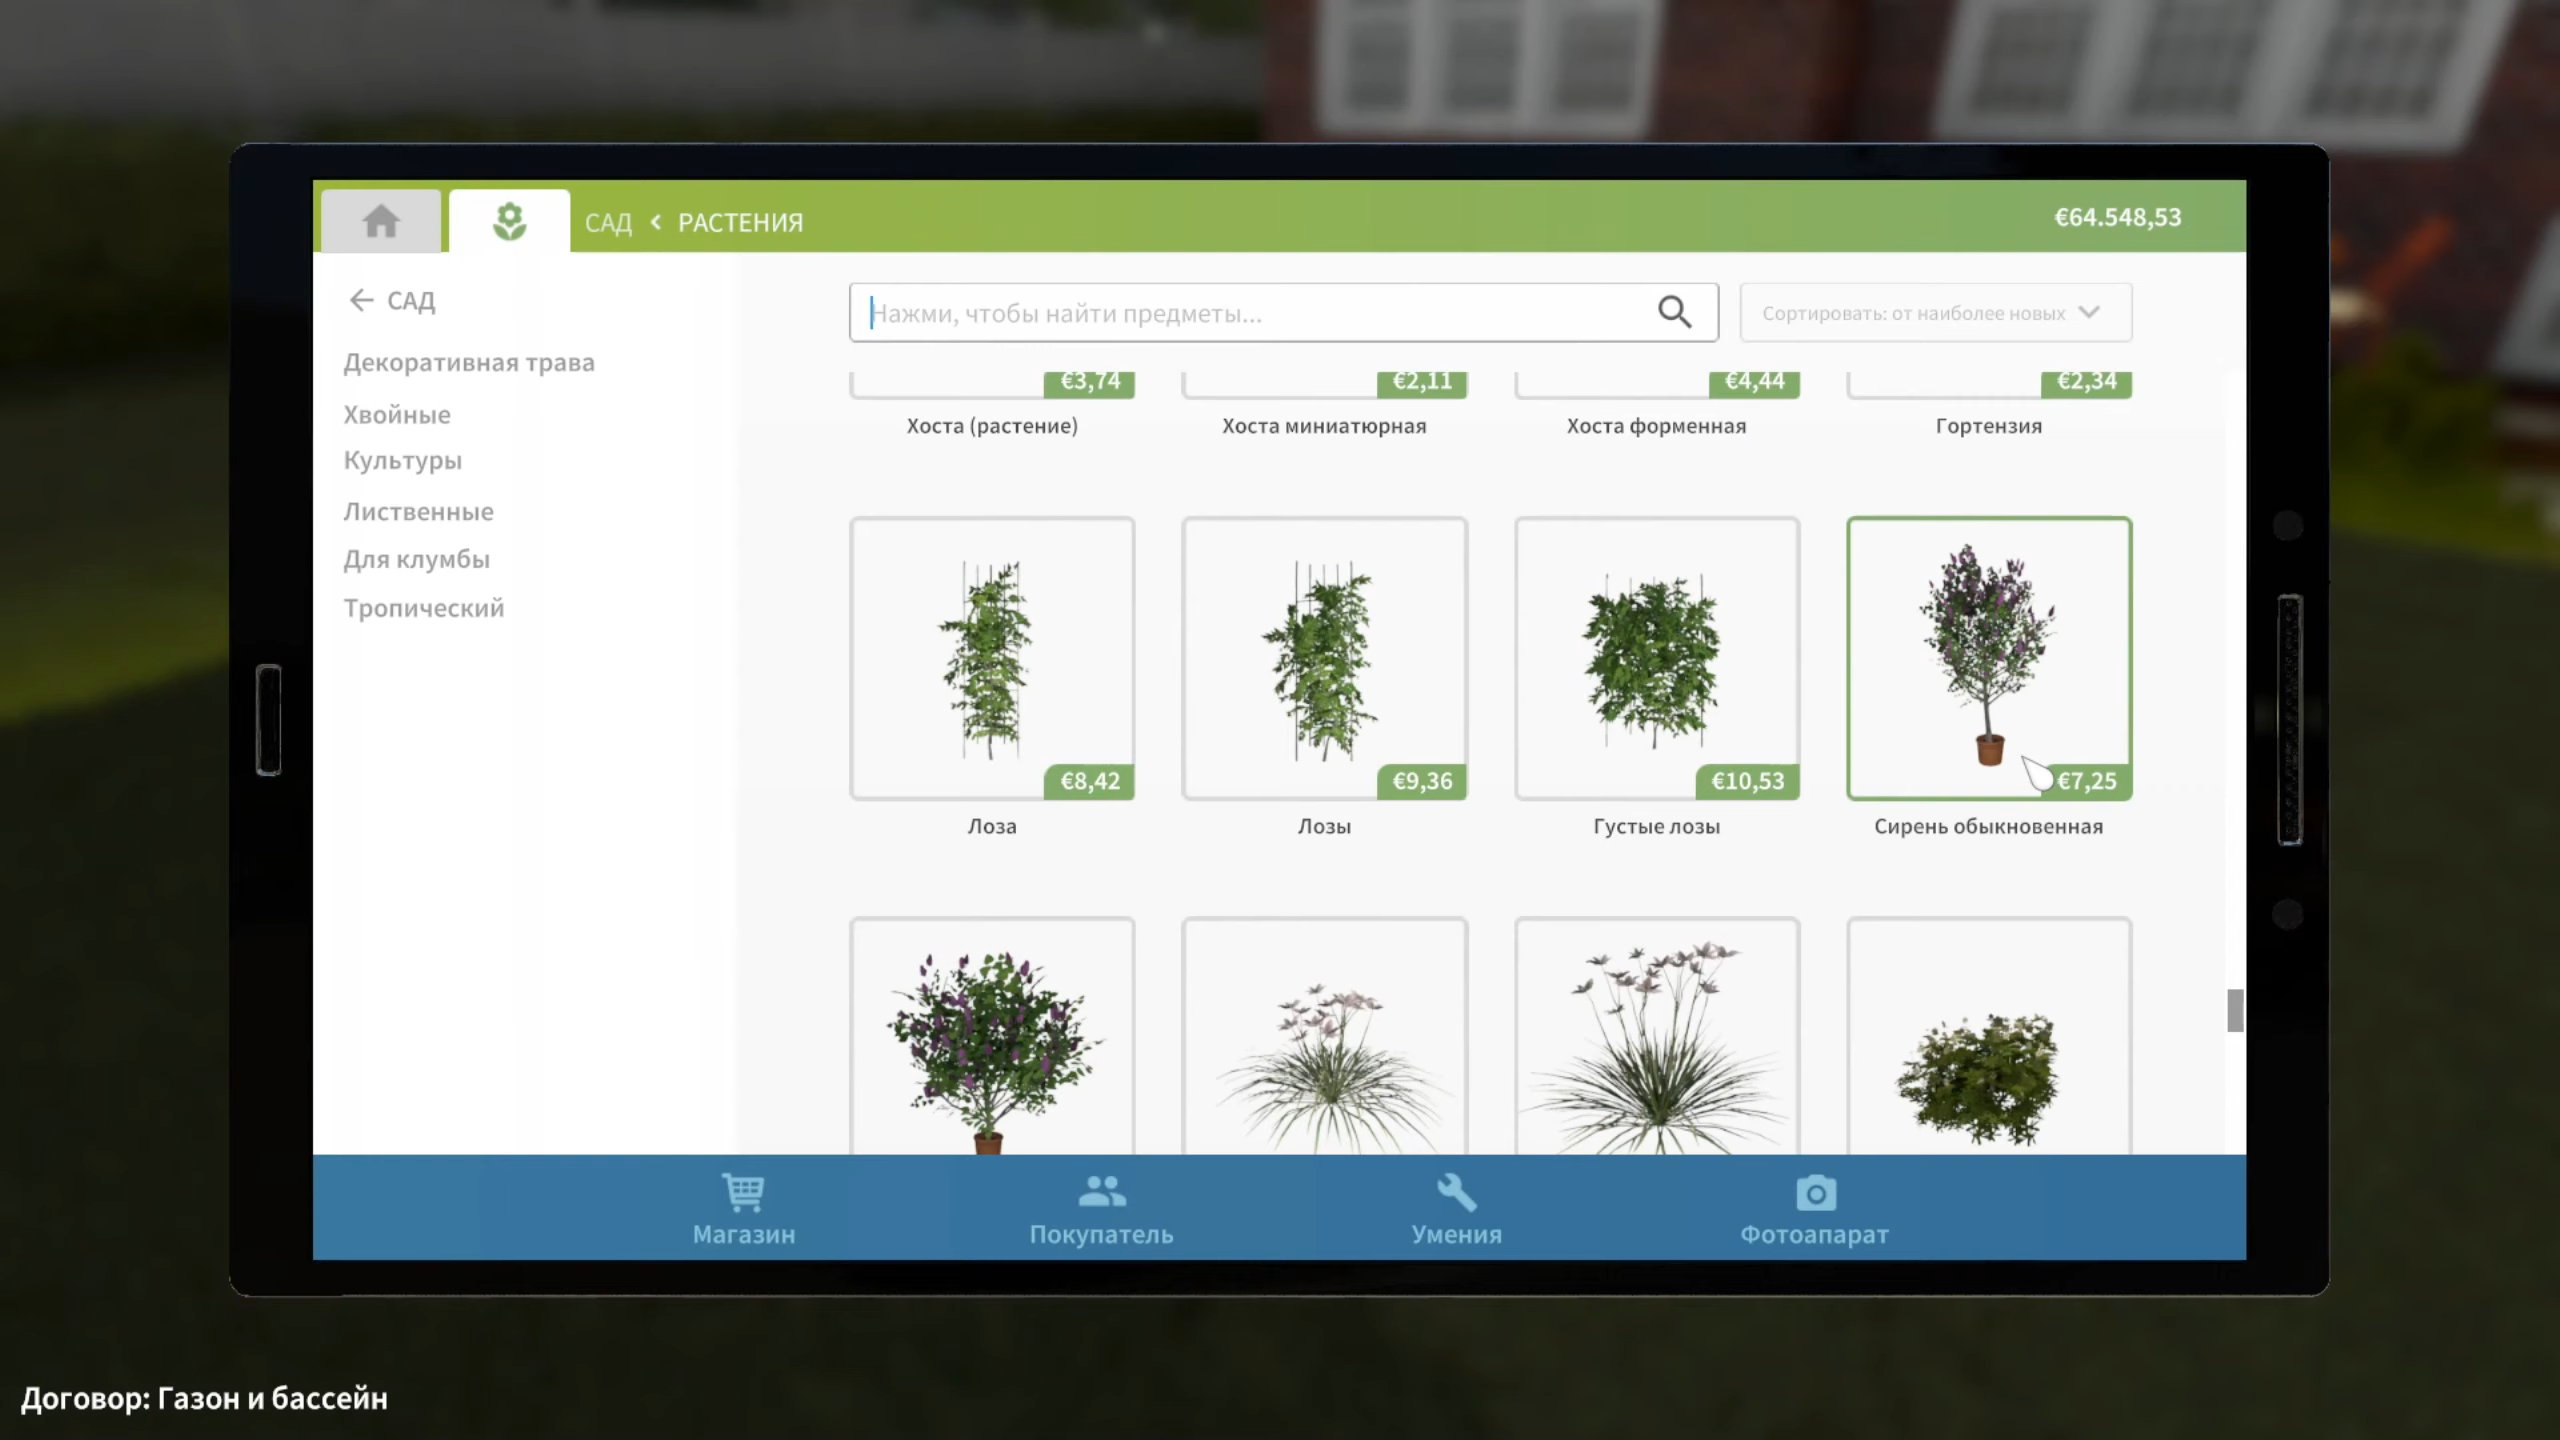 САД < РАСТЕНИЯ
€64.548,53
САД
Декоративная трава
Хвойные
Культуры
Лиственные
Для клумбы
Тропический
Нажми, чтобы найти предметы...
Сортировать: от наиболее новых
€3,74
€2,11
€4,44
€2,34
Хоста (растение)
Хоста миниатюрная
Хоста форменная
Гортензия
€8,42
€9,36
€10,53
€7,25
Лоза
Лозы
Густые лозы
Сирень обыкновенная
Магазин
Покупатель
Умения
Фотоапарат
Договор: Газон и бассейн